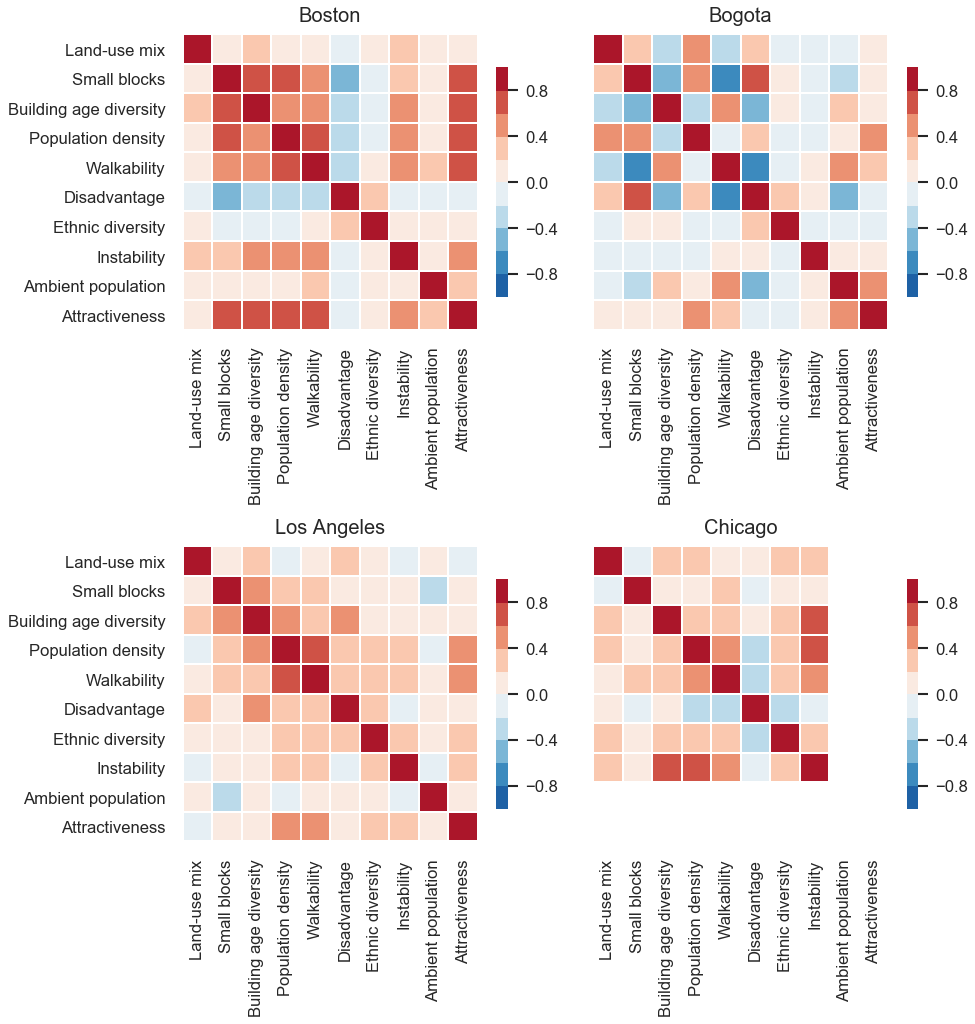 Boston
Bogota
Land-use mix
Small blocks
Building age diversity
Population density
Walkability
Disadvantage
Ethnic diversity
Instability
Ambient population
Attractiveness
0.8
0.4
0.0
−0.4
−0.8
0.8
0.4
0.0
−0.4
−0.8
Land-use mix
Small blocks
Building age diversity
Population density
Walkability
Disadvantage
Ethnic diversity
Instability
Ambient population
Attractiveness
Land-use mix
Small blocks
Building age diversity
Population density
Walkability
Disadvantage
Ethnic diversity
Instability
Ambient population
Attractiveness
Los Angeles
Chicago
Land-use mix
Small blocks
Building age diversity
Population density
Walkability
Disadvantage
Ethnic diversity
Instability
Ambient population
Attractiveness
0.8
0.4
0.0
−0.4
−0.8
0.8
0.4
0.0
−0.4
−0.8
Land-use mix
Small blocks
Building age diversity
Population density
Walkability
Disadvantage
Ethnic diversity
Instability
Ambient population
Attractiveness
Land-use mix
Small blocks
Building age diversity
Population density
Walkability
Disadvantage
Ethnic diversity
Instability
Ambient population
Attractiveness